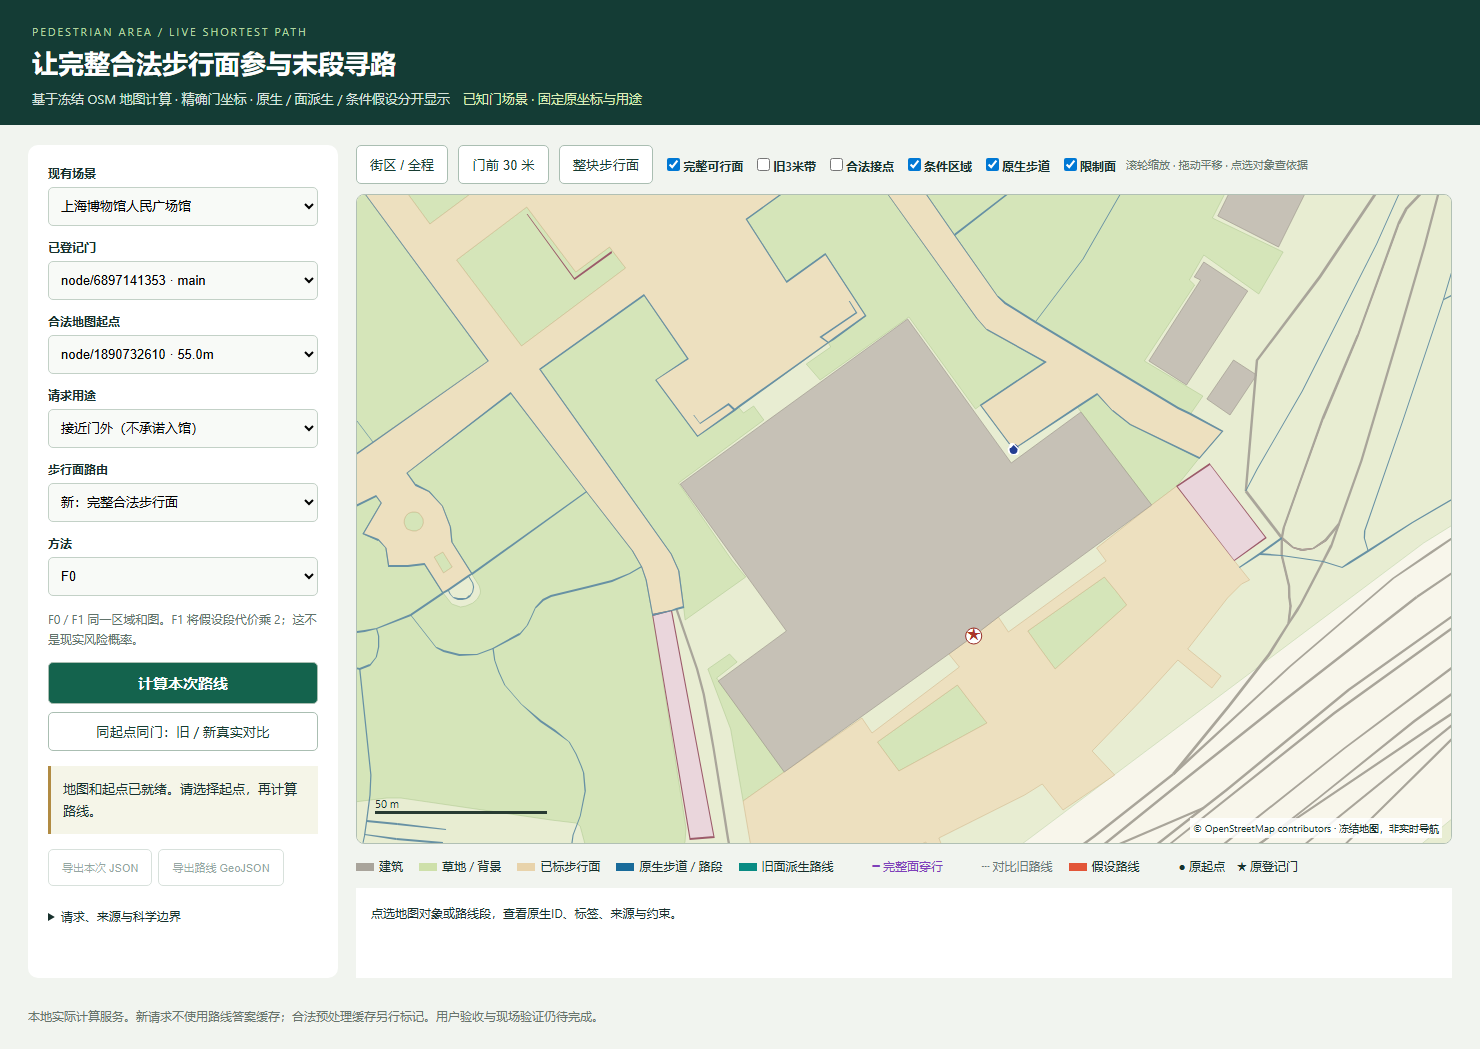 PEDESTRIAN AREA / LIVE SHORTEST PATH
让完整合法步行面参与末段寻路
基于冻结 OSM 地图计算 · 精确门坐标 · 原生 / 面派生 / 条件假设分开显示 已知门场景 · 固定原坐标与用途
现有场景
上海博物馆人民广场馆
已登记门
node/6897141353 · main
合法地图起点
node/1890732610 · 55.0m
请求用途
接近门外（不承诺入馆）
步行面路由
新：完整合法步行面
方法
F0
F0 / F1 同一区域和图。F1 将假设段代价乘 2；这不
是现实风险概率。
计算本次路线
同起点同门：旧 / 新真实对比
地图和起点已就绪。请选择起点，再计算
路线。
导出本次 JSON 导出路线 GeoJSON
▶ 请求、来源与科学边界
街区 / 全程 门前 30 米 整块步行面 完整可行面 旧3米带 合法接点 条件区域 原生步道 限制面 滚轮缩放 · 拖动平移 · 点选对象查依据
50 m
© OpenStreetMap contributors · 冻结地图，非实时导航
建筑 草地 / 背景 已标步行面 原生步道 / 路段 旧面派生路线 ━ 完整面穿行 ┄ 对比旧路线 假设路线 ● 原起点 ★ 原登记门
点选地图对象或路线段，查看原生ID、标签、来源与约束。
本地实际计算服务。新请求不使用路线答案缓存；合法预处理缓存另行标记。用户验收与现场验证仍待完成。